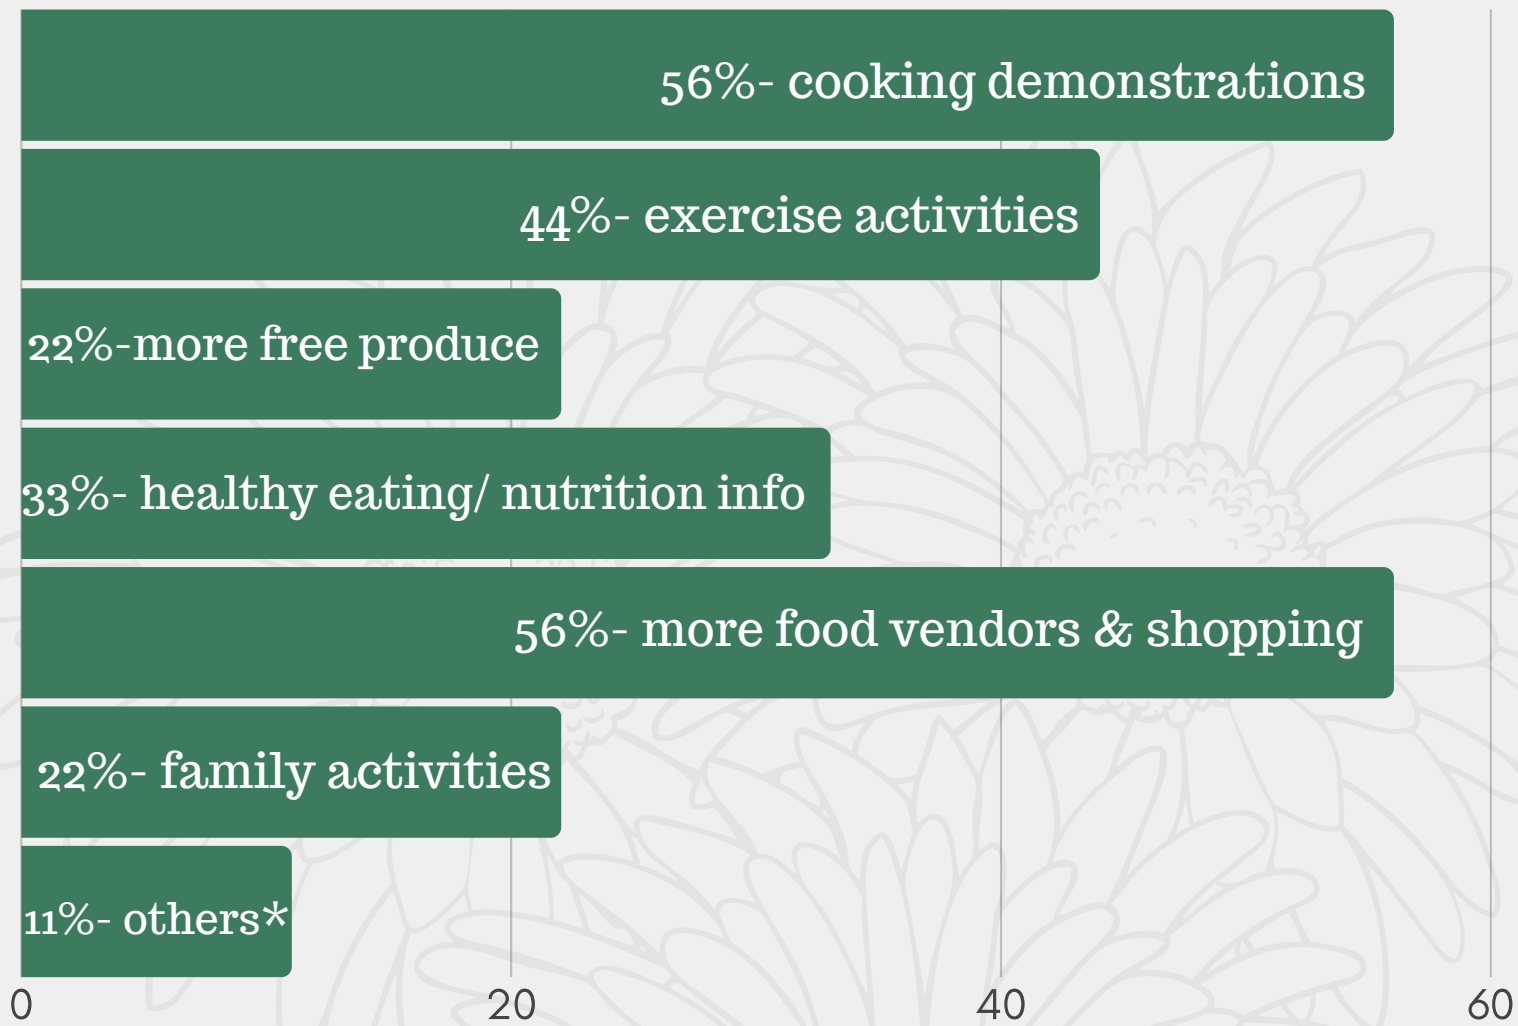 56%- cooking demonstrations
44%- exercise activities
22%-more free produce
33%- healthy eating/ nutrition info
56%- more food vendors & shopping
22%- family activities
11%- others*
0 20 40 60